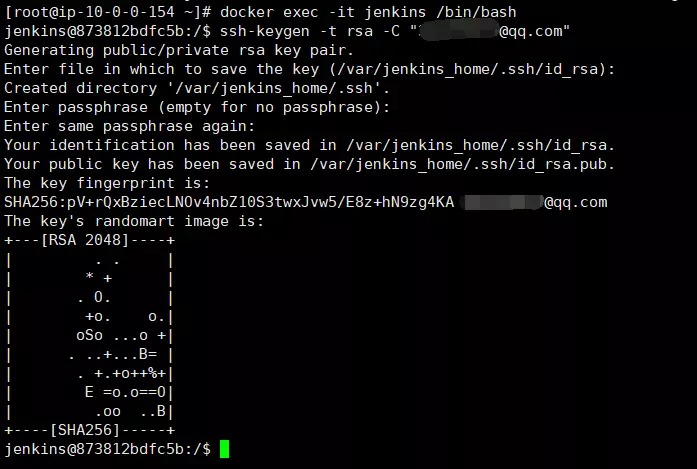 [root@ip-10-0-0-154 ~]# docker exec -it jenkins /bin/bash
jenkins@873812bdfc5b:/$ ssh-keygen -t rsa -C "@qq.com"
Generating public/private rsa key pair.
Enter file in which to save the key (/var/jenkins_home/.ssh/id_rsa):
Created directory '/var/jenkins_home/.ssh'.
Enter passphrase (empty for no passphrase):
Enter same passphrase again:
Your identification has been saved in /var/jenkins_home/.ssh/id_rsa.
Your public key has been saved in /var/jenkins_home/.ssh/id_rsa.pub.
The key fingerprint is:
SHA256:pV+rQxBziecLNOv4nbZ10S3twxJvw5/E8z+hN9zg4KA @qq.com
The key's randomart image is:
+---[RSA 2048]----+
|          . .     |
|         * +      |
|        . O.      |
|         +o.    o.|
|        oSo ...o +|
|       . ..+...B= |
|        . +.+o++%+|
|         E =o.o==O|
|          .oo  ..B|
+----[SHA256]-----+
jenkins@873812bdfc5b:/$